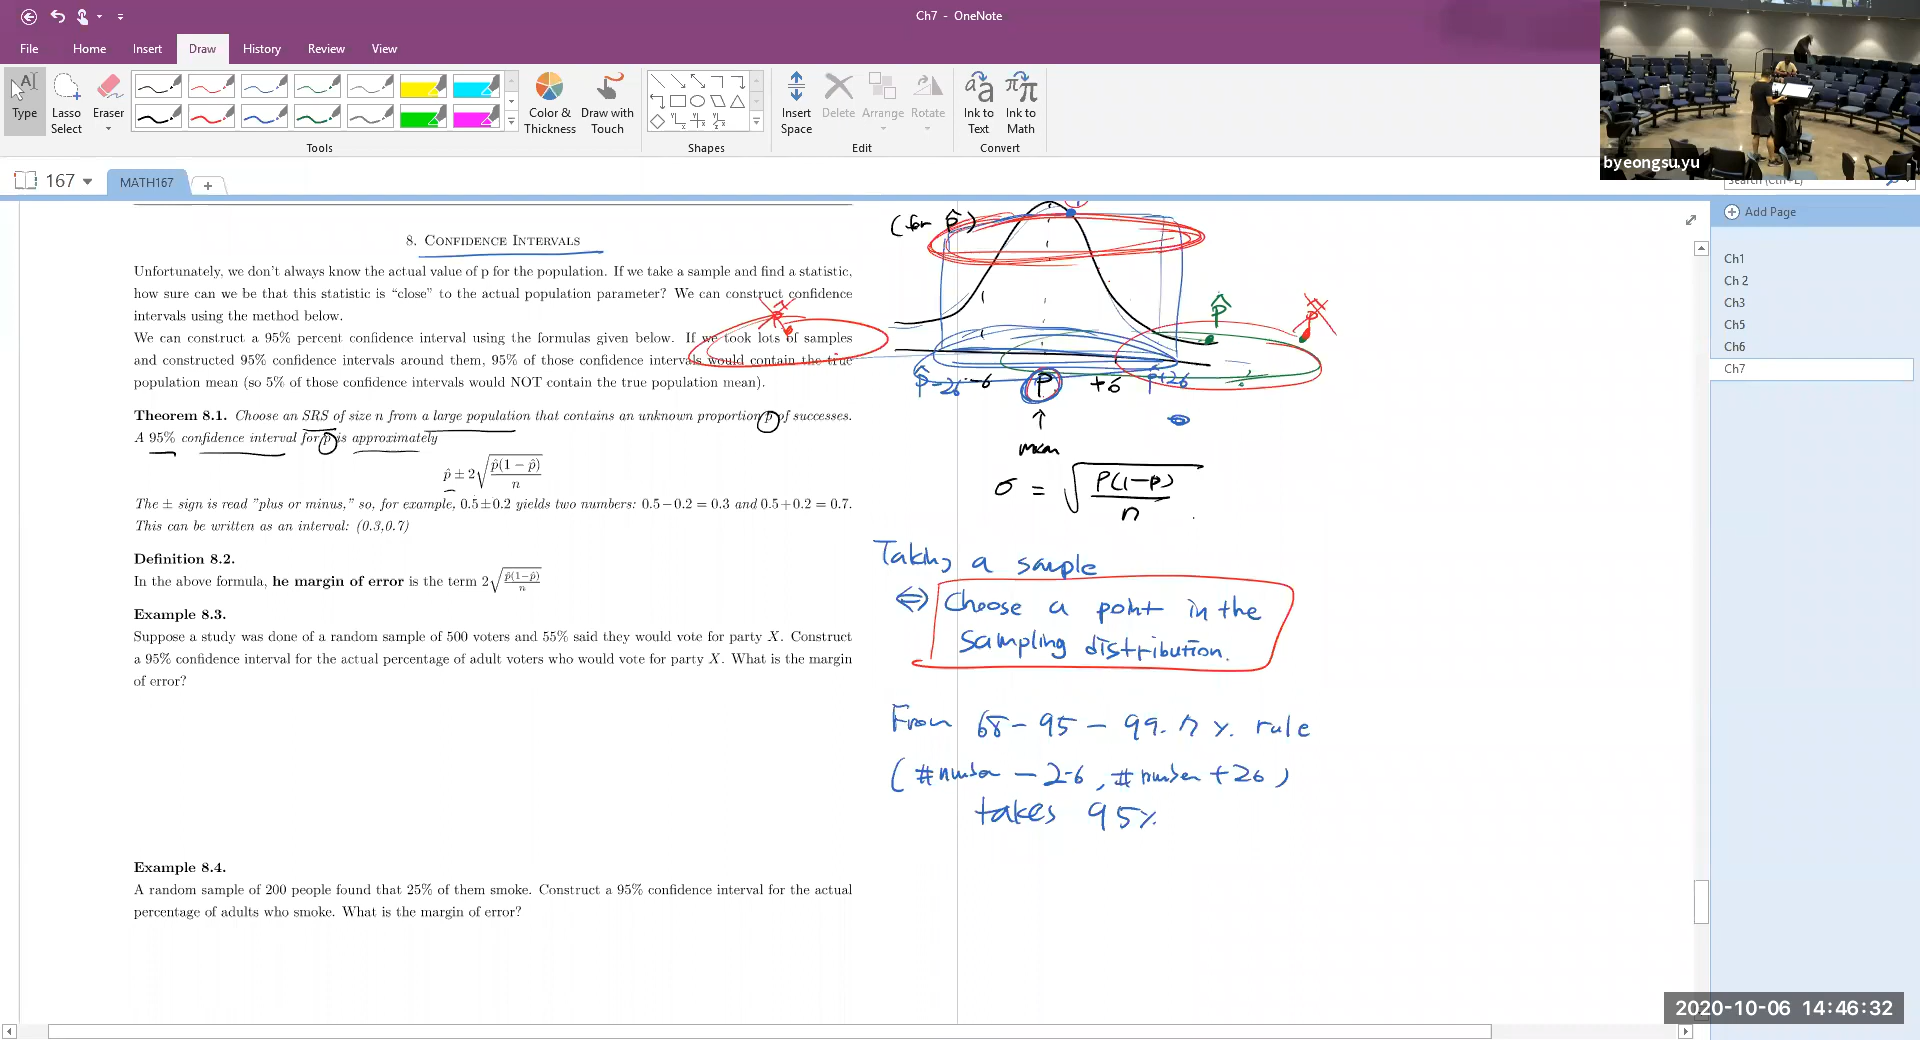 Ch7 - OneNote
File Home Insert Draw History Review View
Type
Lasso Select
Eraser
Color & Thickness
Draw with Touch
Insert Space
Delete
Arrange
Rotate
Ink to Text
Ink to Math
Tools
Shapes
Edit
Convert
byeongsu.yu
167
MATH167
Search (Ctrl+E)
Add Page
Ch1
Ch 2
Ch3
Ch5
Ch6
Ch7
8. Confidence Intervals
Unfortunately, we don't always know the actual value of p for the population. If we take a sample and find a statistic,
how sure can we be that this statistic is "close" to the actual population parameter? We can construct confidence
intervals using the method below.
We can construct a 95% percent confidence interval using the formulas given below. If we took lots of samples
and constructed 95% confidence intervals around them, 95% of those confidence intervals would contain the true
population mean (so 5% of those confidence intervals would NOT contain the true population mean).
Theorem 8.1. Choose an SRS of size n from a large population that contains an unknown proportion p of successes.
A 95% confidence interval for p is approximately
p̂ ± 2√(p̂(1 − p̂)/n)
The ± sign is read "plus or minus," so, for example, 0.5±0.2 yields two numbers: 0.5−0.2 = 0.3 and 0.5+0.2 = 0.7.
This can be written as an interval: (0.3,0.7)
Definition 8.2.
In the above formula, he margin of error is the term 2√(p̂(1−p̂)/n)
Example 8.3.
Suppose a study was done of a random sample of 500 voters and 55% said they would vote for party X. Construct
a 95% confidence interval for the actual percentage of adult voters who would vote for party X. What is the margin
of error?
Example 8.4.
A random sample of 200 people found that 25% of them smoke. Construct a 95% confidence interval for the actual
percentage of adults who smoke. What is the margin of error?
(for p̂)
p̂
p̂-2σ -σ p +σ p̂+2σ
mean
σ = √(P(1-p)/n)
Taking a sample
⇔ Choose a point in the
sampling distribution.
From 68 - 95 - 99.7 %. rule
(#number - 2σ, #number + 2σ)
takes 95%
2020-10-06 14:46:32